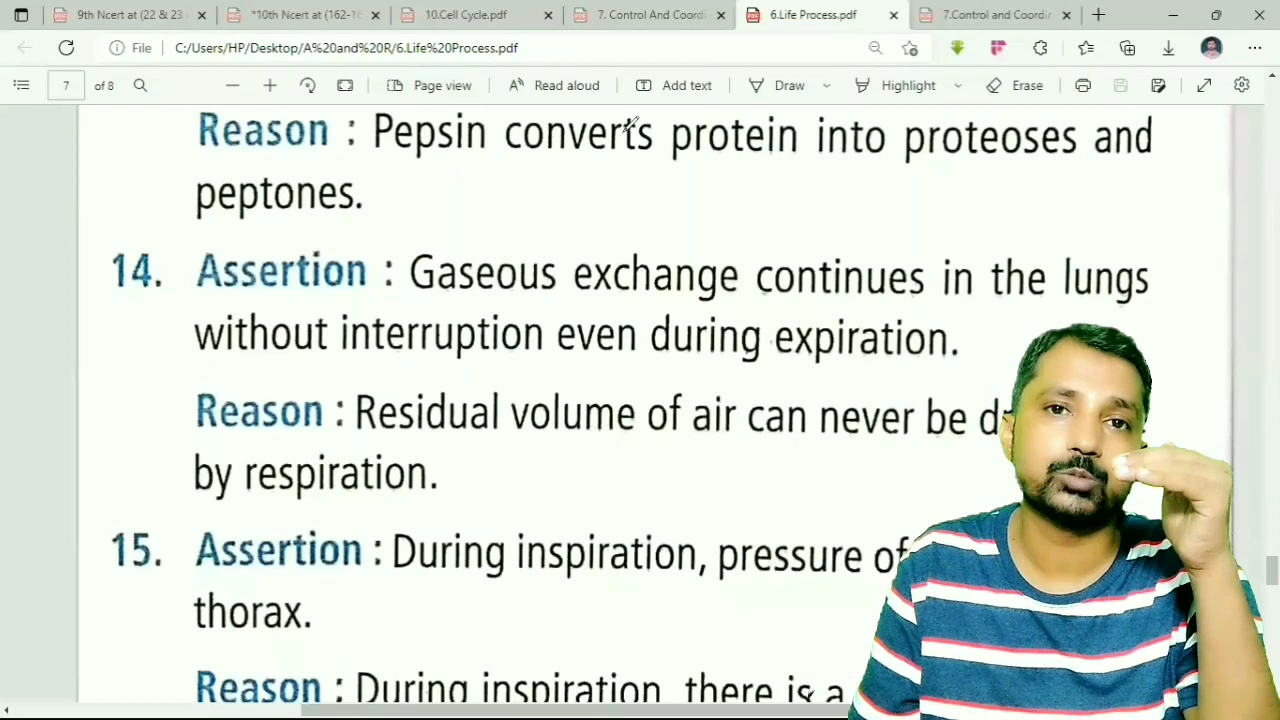 9th Ncert at (22 & 23
*10th Ncert at (162-16
10.Cell Cycle.pdf
7. Control And Coordi
6.Life Process.pdf
7.Control and Coordin
File C:/Users/HP/Desktop/A%20and%20R/6.Life%20Process.pdf
7 of 8 Page view Read aloud Add text Draw Highlight Erase
Reason : Pepsin converts protein into proteoses and
peptones.
14. Assertion : Gaseous exchange continues in the lungs
without interruption even during expiration.
Reason : Residual volume of air can never be
by respiration.
15. Assertion : During inspiration, pressure of
thorax.
Reason : During inspiration, there is a